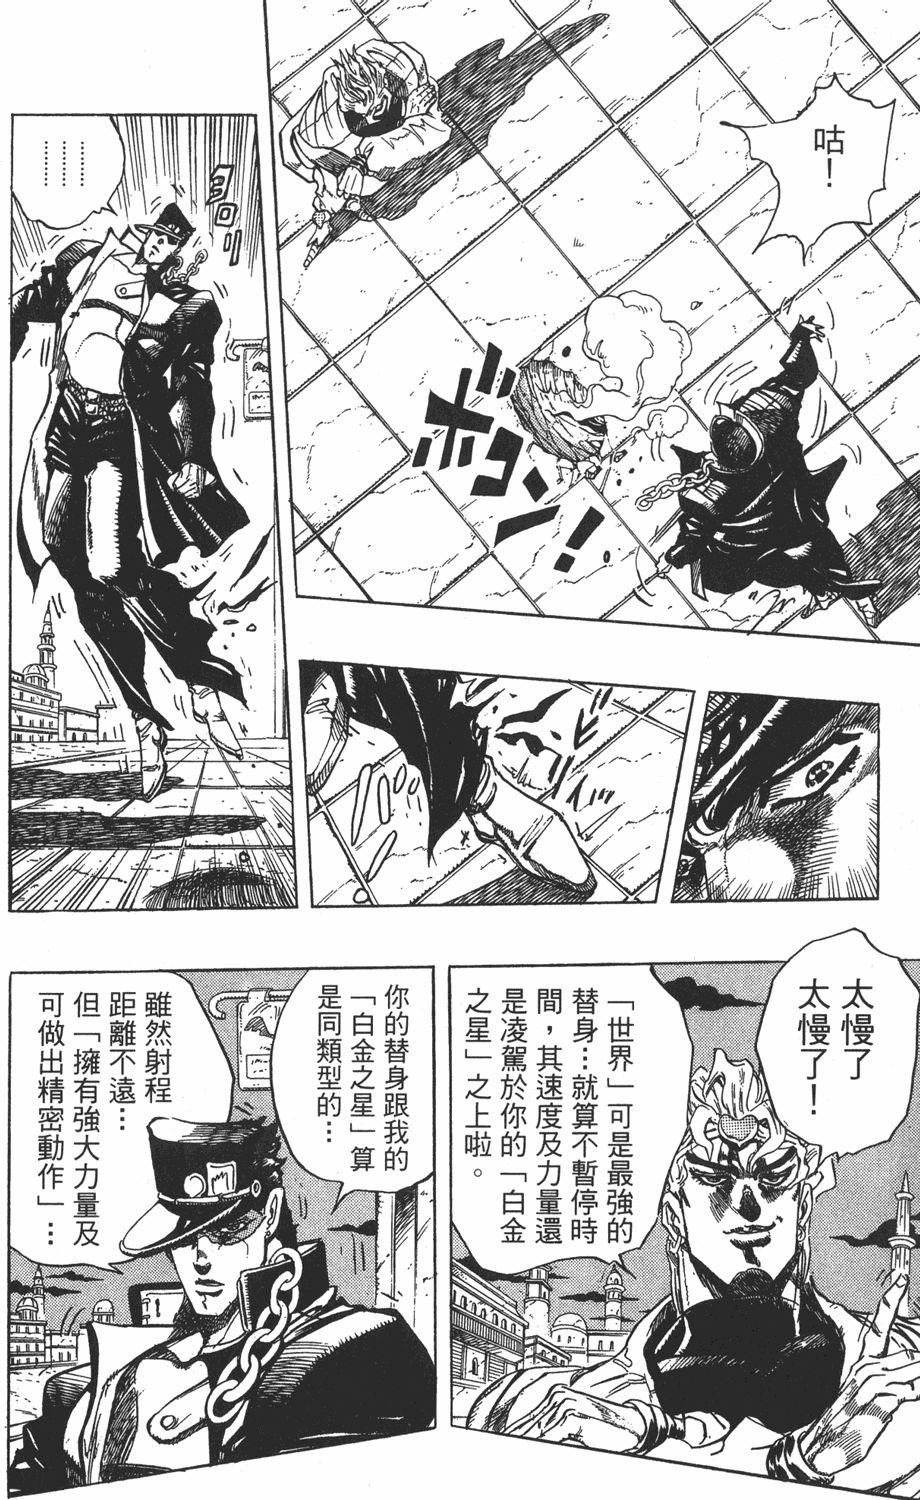 咕！
ドギャン！
………
………
太慢了
太慢了！
「世界」可是最強的
替身…就算不暫停時
間，其速度及力量還
是凌駕於你的「白金
之星」之上啦。
你的替身跟我的
「白金之星」算
是同類型的…
雖然射程
距離不遠…
但「擁有強大力量及
可做出精密動作」…